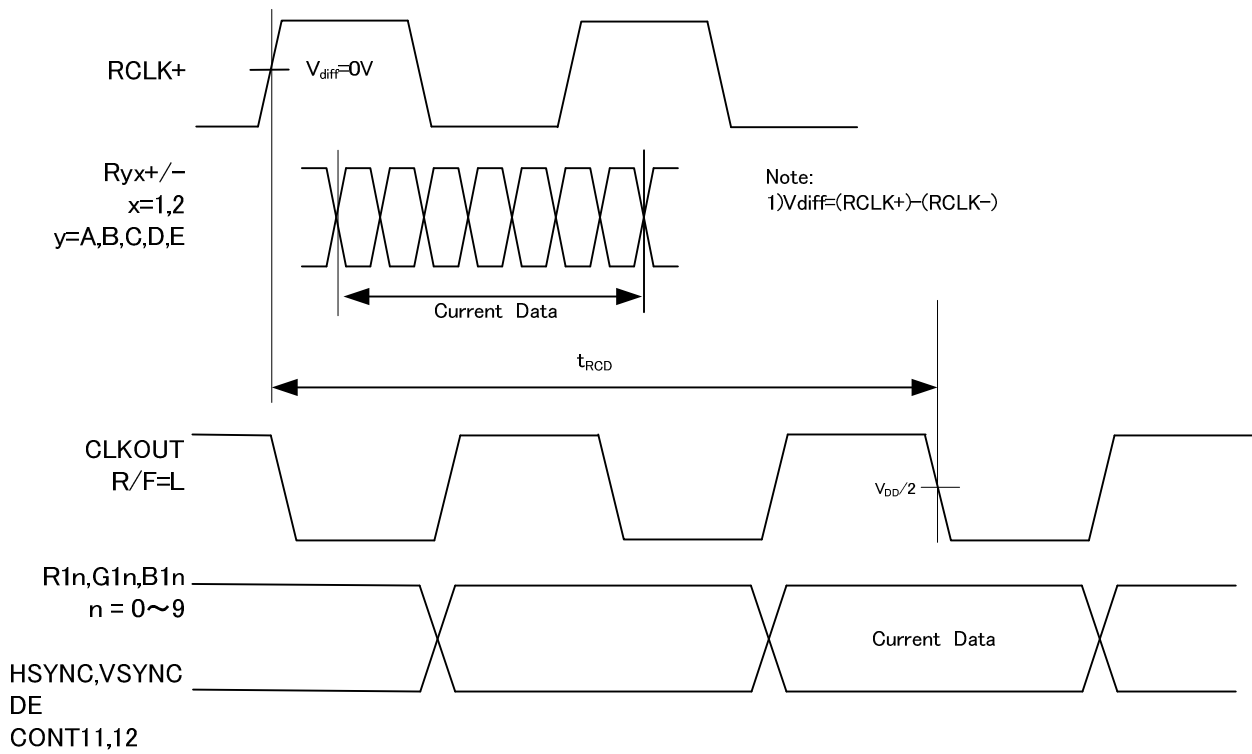 RCLK+
Vdiff=0V
Ryx+/-
x=1,2
y=A,B,C,D,E
Note:
1)Vdiff=(RCLK+)-(RCLK-)
Current Data
tRCD
CLKOUT
R/F=L
VDD/2
R1n,G1n,B1n
n = 0～9
Current Data
HSYNC,VSYNC
DE
CONT11,12